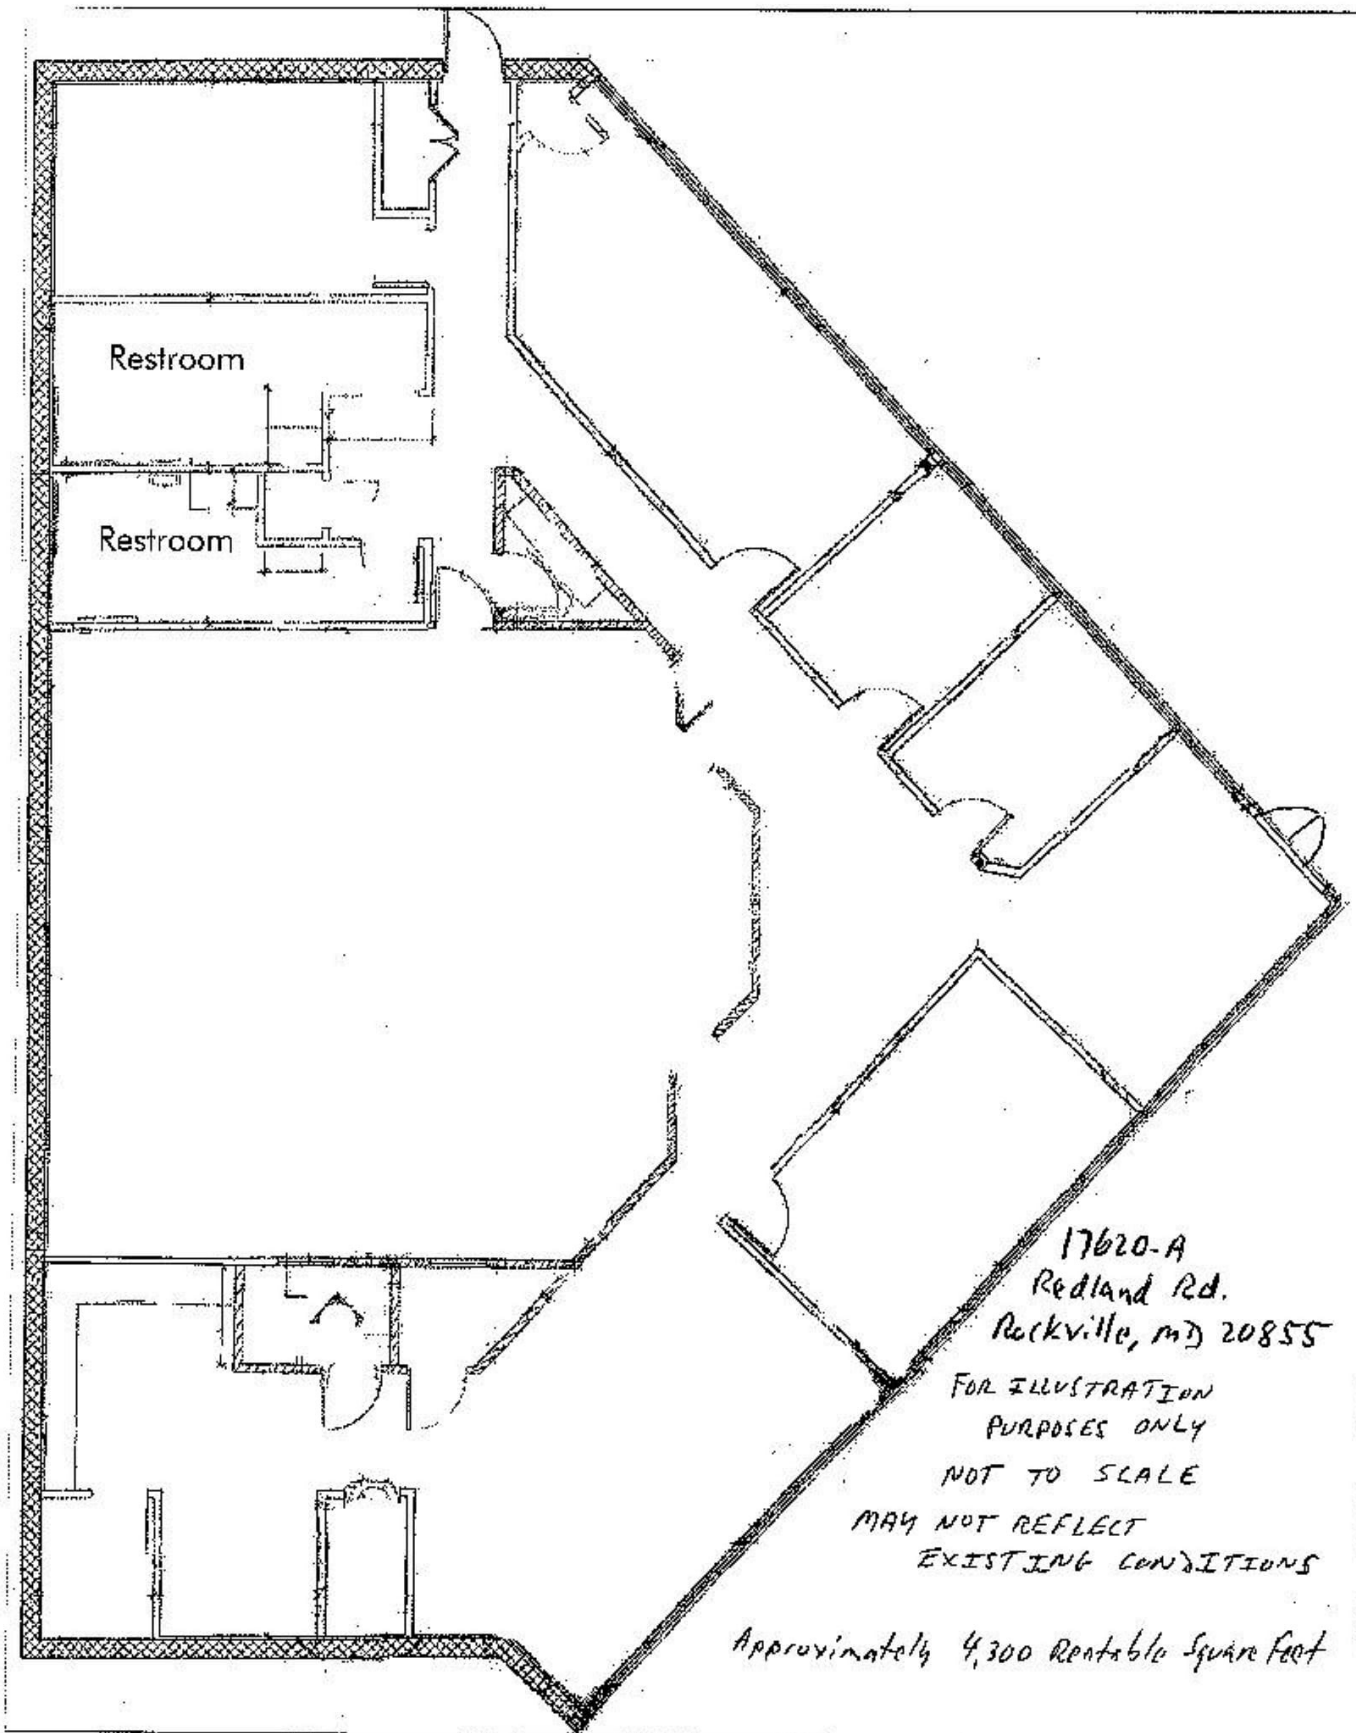 Restroom
Restroom
17620-A
Redland Rd.
Rockville, MD 20855
FOR ILLUSTRATION
PURPOSES ONLY
NOT TO SCALE
MAY NOT REFLECT
EXISTING CONDITIONS
Approximately 4,300 Rentable Square Feet